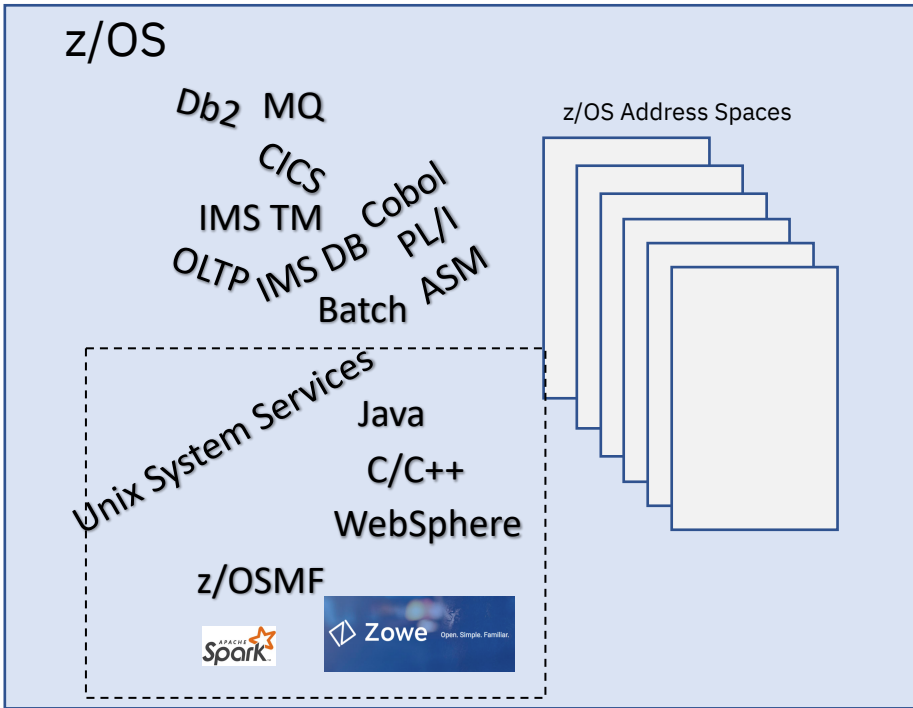 z/OS
Db2
MQ
z/OS Address Spaces
CICS
Cobol
IMS TM
PL/I
OLTP
IMS DB
ASM
Batch
Unix System Services
Java
C/C++
WebSphere
z/OSMF
APACHE
Spark™
Zowe
Open. Simple. Familiar.